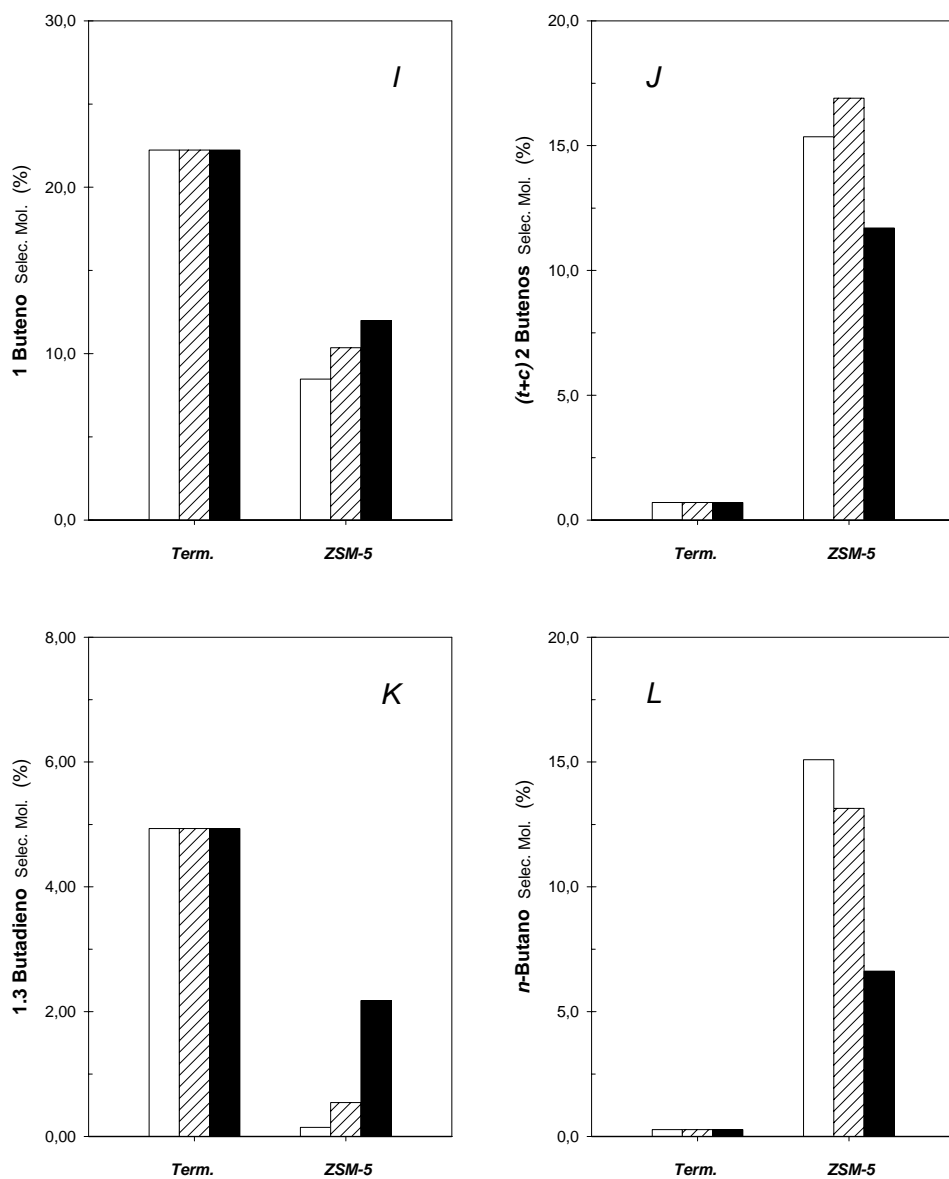 30,0
20,0
10,0
0,0
1 Buteno Selec. Mol. (%)
I
Term.
ZSM-5
20,0
15,0
10,0
5,0
0,0
(t+c) 2 Butenos Selec. Mol. (%)
J
Term.
ZSM-5
8,00
6,00
4,00
2,00
0,00
1.3 Butadieno Selec. Mol. (%)
K
Term.
ZSM-5
20,0
15,0
10,0
5,0
0,0
n-Butano Selec. Mol. (%)
L
Term.
ZSM-5